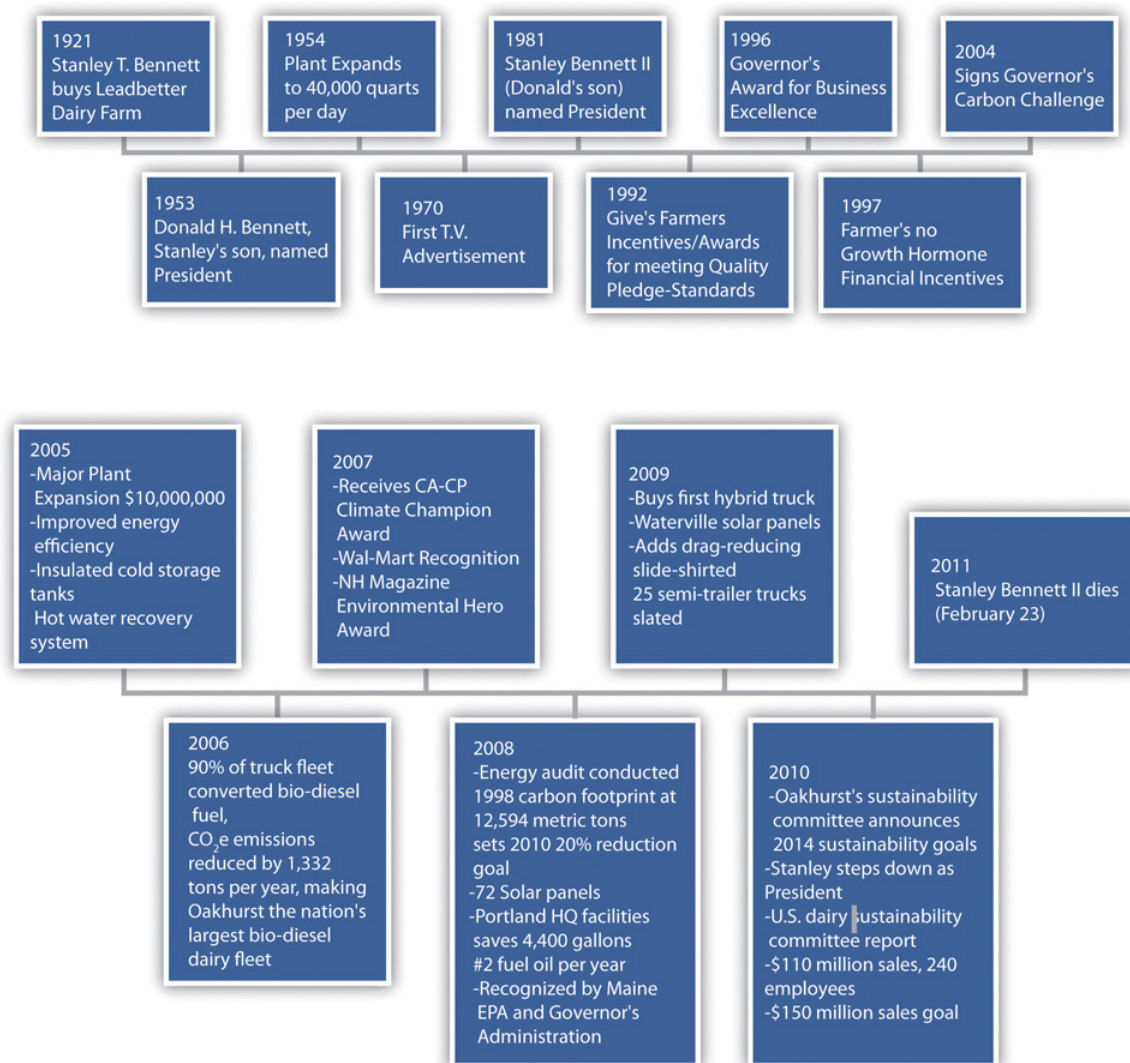 1921
Stanley T. Bennett
buys Leadbetter
Dairy Farm
1953
Donald H. Bennett,
Stanley's son, named
President
1954
Plant Expands
to 40,000 quarts
per day
1970
First T.V.
Advertisement
1981
Stanley Bennett II
(Donald's son)
named President
1992
Give's Farmers
Incentives/Awards
for meeting Quality
Pledge-Standards
1996
Governor's
Award for Business
Excellence
1997
Farmer's no
Growth Hormone
Financial Incentives
2004
Signs Governor's
Carbon Challenge
2005
-Major Plant
Expansion $10,000,000
-Improved energy
efficiency
-Insulated cold storage
tanks
Hot water recovery
system
2006
90% of truck fleet
converted bio-diesel
fuel,
CO₂e emissions
reduced by 1,332
tons per year, making
Oakhurst the nation's
largest bio-diesel
dairy fleet
2007
-Receives CA-CP
Climate Champion
Award
-Wal-Mart Recognition
-NH Magazine
Environmental Hero
Award
2008
-Energy audit conducted
1998 carbon footprint at
12,594 metric tons
sets 2010 20% reduction
goal
-72 Solar panels
-Portland HQ facilities
saves 4,400 gallons
#2 fuel oil per year
-Recognized by Maine
EPA and Governor's
Administration
2009
-Buys first hybrid truck
-Waterville solar panels
-Adds drag-reducing
slide-shirted
25 semi-trailer trucks
slated
2010
-Oakhurst's sustainability
committee announces
2014 sustainability goals
-Stanley steps down as
President
-U.S. dairy sustainability
committee report
-$110 million sales, 240
employees
-$150 million sales goal
2011
Stanley Bennett II dies
(February 23)